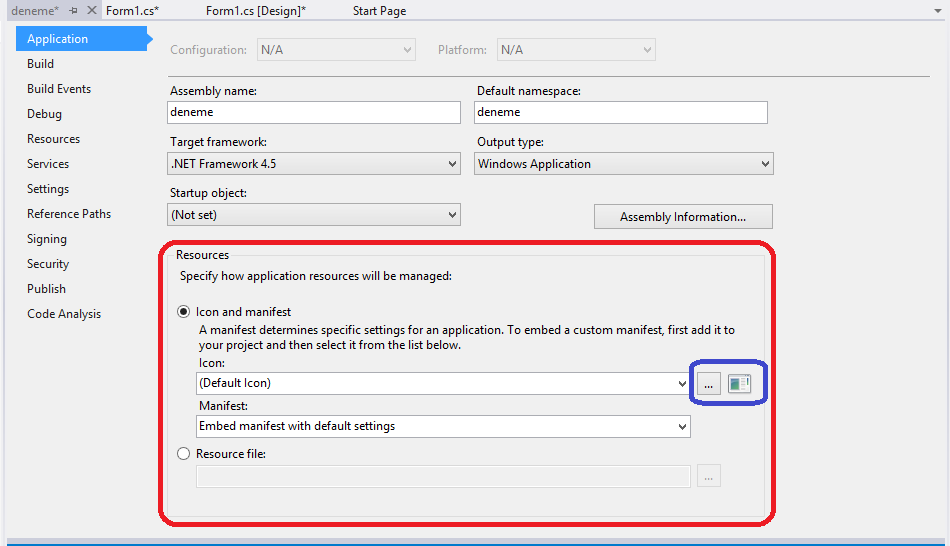 deneme*
Form1.cs*
Form1.cs [Design]*
Start Page
Application
Build
Build Events
Debug
Resources
Services
Settings
Reference Paths
Signing
Security
Publish
Code Analysis
Configuration: N/A Platform: N/A
Assembly name: Default namespace:
deneme deneme
Target framework: Output type:
.NET Framework 4.5 Windows Application
Startup object:
(Not set) Assembly Information...
Resources
Specify how application resources will be managed:
Icon and manifest
A manifest determines specific settings for an application. To embed a custom manifest, first add it to
your project and then select it from the list below.
Icon:
(Default Icon) ...
Manifest:
Embed manifest with default settings
Resource file:
...